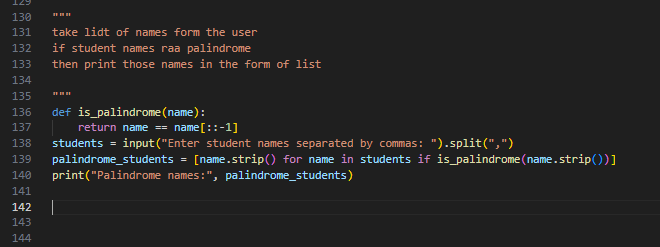 129
130 """
131 take lidt of names form the user
132 if student names raa palindrome
133 then print those names in the form of list
134
135 """
136 def is_palindrome(name):
137     return name == name[::-1]
138 students = input("Enter student names separated by commas: ").split(",")
139 palindrome_students = [name.strip() for name in students if is_palindrome(name.strip())]
140 print("Palindrome names:", palindrome_students)
141
142
143
144